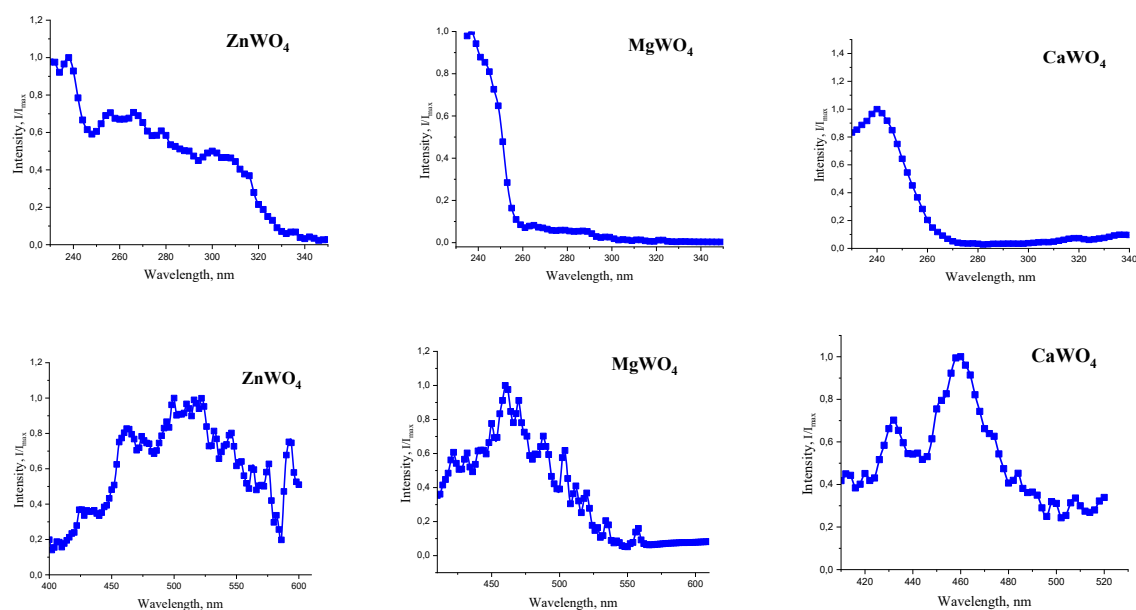 ZnWO4
Intensity, I/Imax
1,2
1,0
0,8
0,6
0,4
0,2
0,0
240 260 280 300 320 340
Wavelength, nm
MgWO4
Intensity, I/Imax
1,0
0,8
0,6
0,4
0,2
0,0
240 260 280 300 320 340
Wavelength, nm
CaWO4
Intensity, I/Imax
1,4
1,2
1,0
0,8
0,6
0,4
0,2
0,0
240 260 280 300 320 340
Wavelength, nm
ZnWO4
Intensity, I/Imax
1,2
1,0
0,8
0,6
0,4
0,2
0,0
400 450 500 550 600
Wavelength, nm
MgWO4
Intensity, I/Imax
1,2
1,0
0,8
0,6
0,4
0,2
0,0
450 500 550 600
Wavelength, nm
CaWO4
Intensity, I/Imax
1,0
0,8
0,6
0,4
0,2
0,0
420 440 460 480 500 520
Wavelength, nm